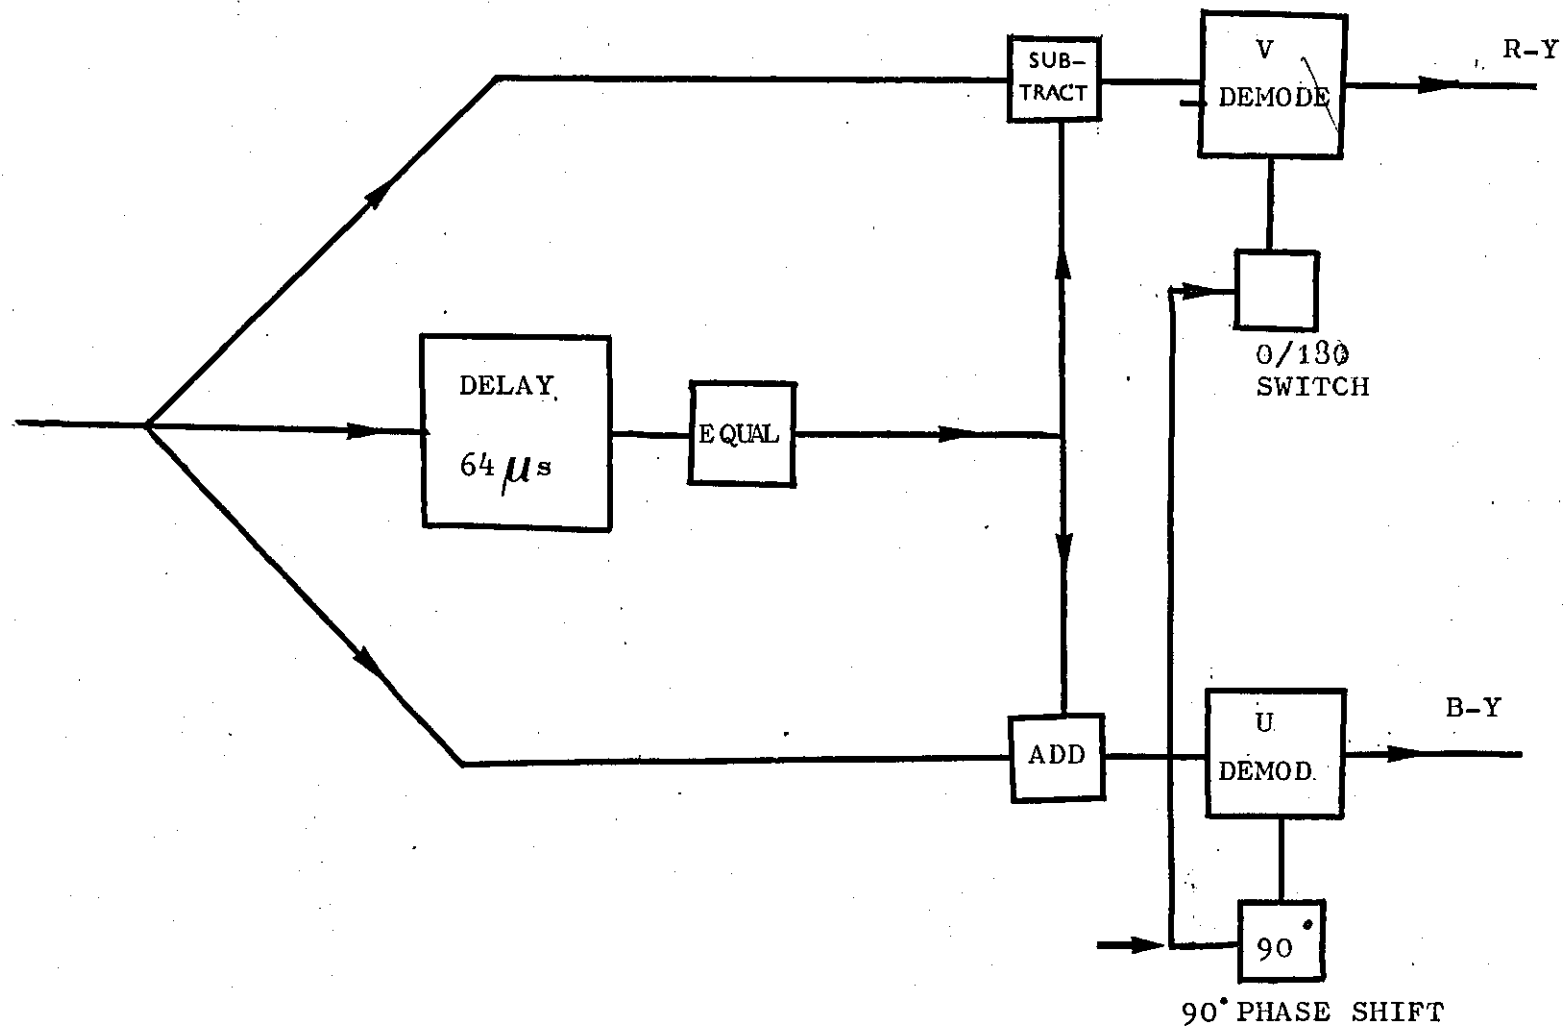 SUB-
TRACT
V
DEMODE
R-Y
0/180
SWITCH
DELAY
64 µs
EQUAL
ADD
U
DEMOD.
B-Y
90°
90° PHASE SHIFT